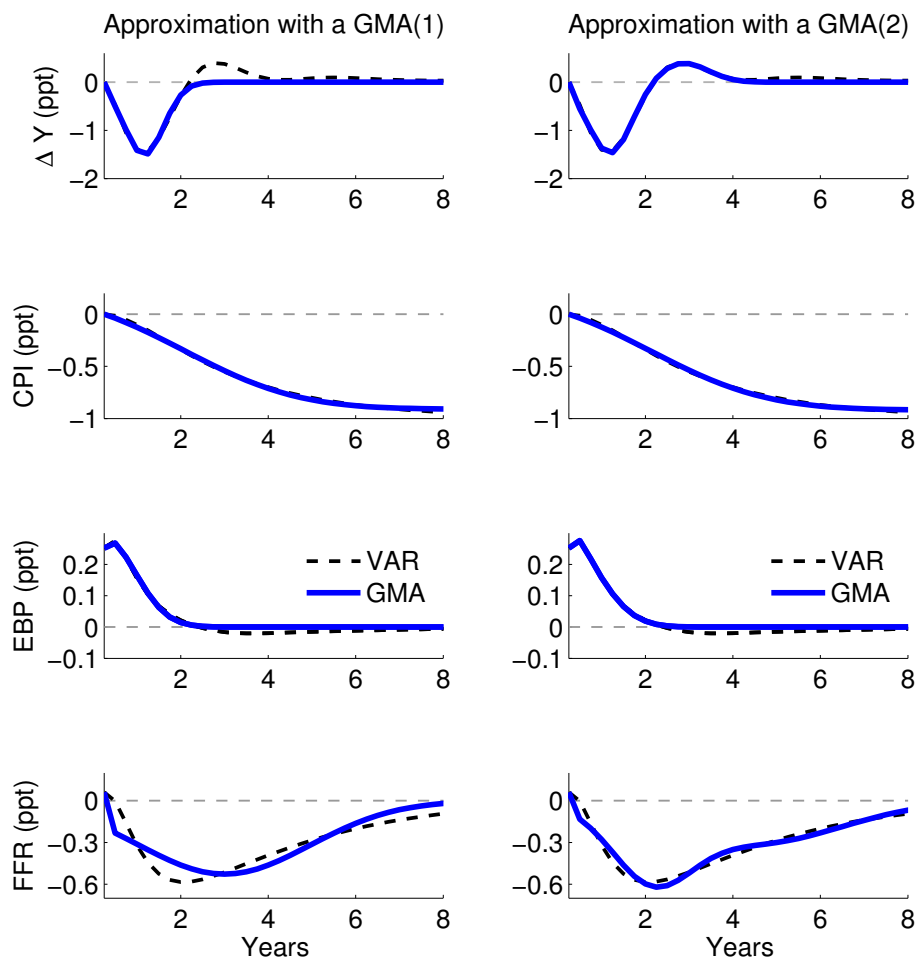 Approximation with a GMA(1)
Approximation with a GMA(2)
Δ Y (ppt)
0
−1
−2
2 4 6 8
0
−1
−2
2 4 6 8
CPI (ppt)
0
−0.5
−1
2 4 6 8
0
−0.5
−1
2 4 6 8
EBP (ppt)
0.2
0.1
0
−0.1
2 4 6 8
VAR
GMA
0.2
0.1
0
−0.1
2 4 6 8
VAR
GMA
FFR (ppt)
0
−0.3
−0.6
2 4 6 8
Years
0
−0.3
−0.6
2 4 6 8
Years